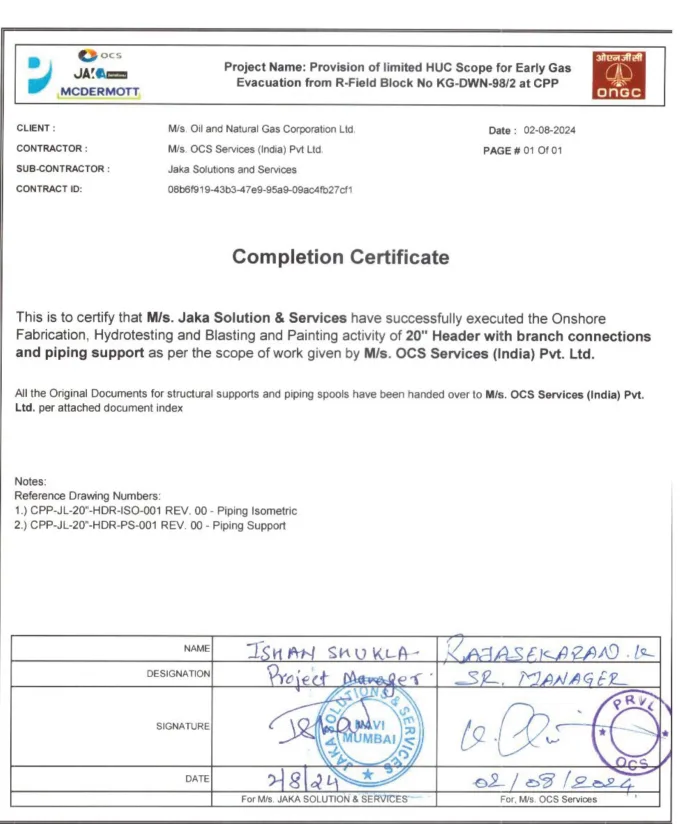 OCS
JAKA
MCDERMOTT
Project Name: Provision of limited HUC Scope for Early Gas
Evacuation from R-Field Block No KG-DWN-98/2 at CPP
ओएनजीसी
ONGC
CLIENT : M/s. Oil and Natural Gas Corporation Ltd. Date : 02-08-2024
CONTRACTOR : M/s. OCS Services (India) Pvt Ltd. PAGE # 01 Of 01
SUB-CONTRACTOR : Jaka Solutions and Services
CONTRACT ID: 08b6f919-43b3-47e9-95a9-09ac4fb27cf1
Completion Certificate
This is to certify that M/s. Jaka Solution & Services have successfully executed the Onshore
Fabrication, Hydrotesting and Blasting and Painting activity of 20" Header with branch connections
and piping support as per the scope of work given by M/s. OCS Services (India) Pvt. Ltd.
All the Original Documents for structural supports and piping spools have been handed over to M/s. OCS Services (India) Pvt.
Ltd. per attached document index
Notes:
Reference Drawing Numbers:
1.) CPP-JL-20"-HDR-ISO-001 REV. 00 - Piping Isometric
2.) CPP-JL-20"-HDR-PS-001 REV. 00 - Piping Support
NAME ISHAN SHUKLA RAJASEKARAN.K
DESIGNATION Project Manager SR. MANAGER
SIGNATURE
JAKA SOLUTIONS & SERVICES
NAVI
MUMBAI
PRVL
OCS
DATE 2/8/24 02/08/2024
For M/s. JAKA SOLUTION & SERVICES For, M/s. OCS Services